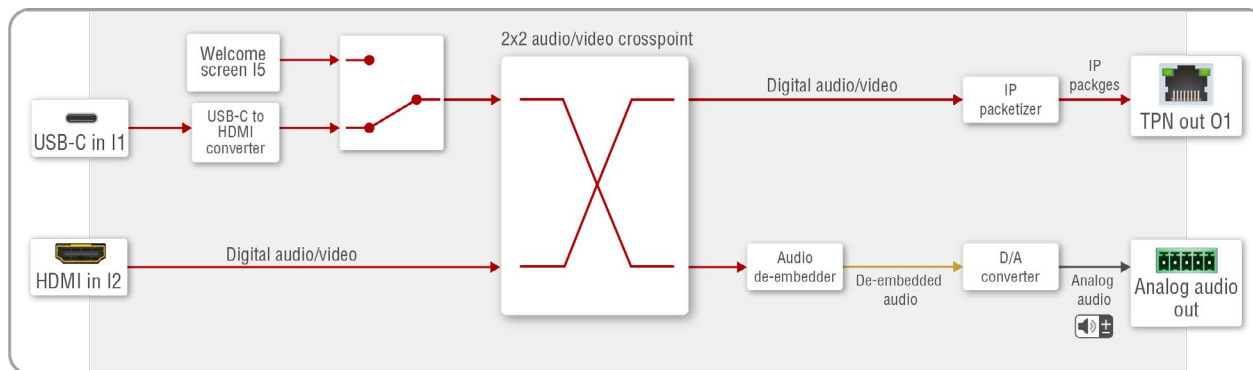 2x2 audio/video crosspoint
Welcome
screen I5
USB-C in I1
USB-C to
HDMI
converter
Digital audio/video
IP
packetizer
IP
packges
TPN out O1
HDMI in I2
Digital audio/video
Audio
de-embedder
De-embedded
audio
D/A
converter
Analog
audio
Analog audio
out